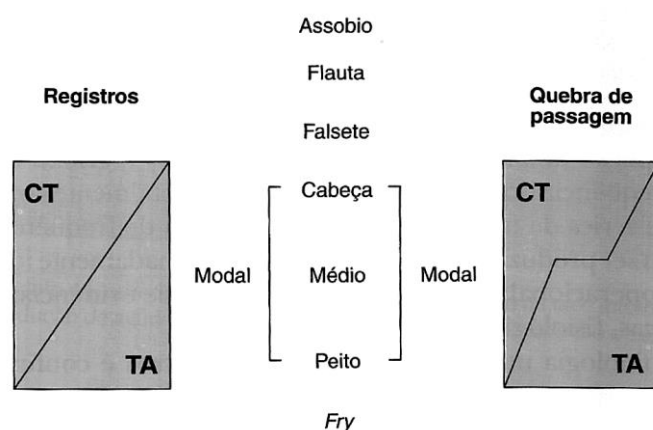 Assobio
Flauta
Registros
Quebra de
passagem
Falsete
CT
Cabeça
CT
Modal
Médio
Modal
TA
Peito
TA
Fry